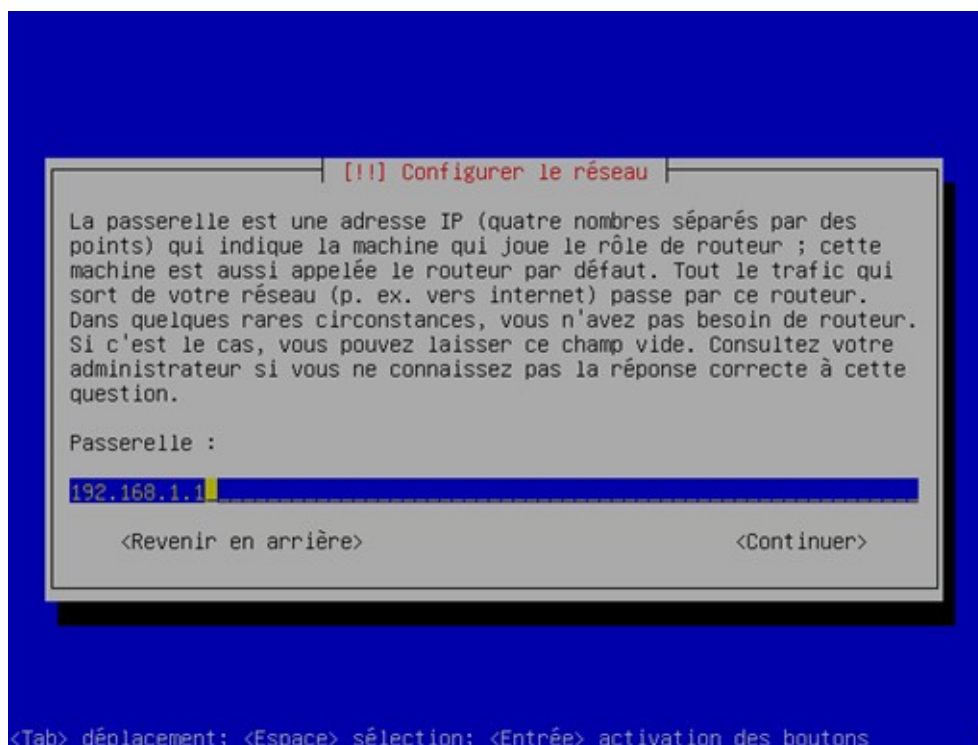 [!!] Configurer le réseau
La passerelle est une adresse IP (quatre nombres séparés par des
points) qui indique la machine qui joue le rôle de routeur ; cette
machine est aussi appelée le routeur par défaut. Tout le trafic qui
sort de votre réseau (p. ex. vers internet) passe par ce routeur.
Dans quelques rares circonstances, vous n'avez pas besoin de routeur.
Si c'est le cas, vous pouvez laisser ce champ vide. Consultez votre
administrateur si vous ne connaissez pas la réponse correcte à cette
question.
Passerelle :
192.168.1.1
<Revenir en arrière> <Continuer>
<Tab> déplacement; <Espace> sélection; <Entrée> activation des boutons